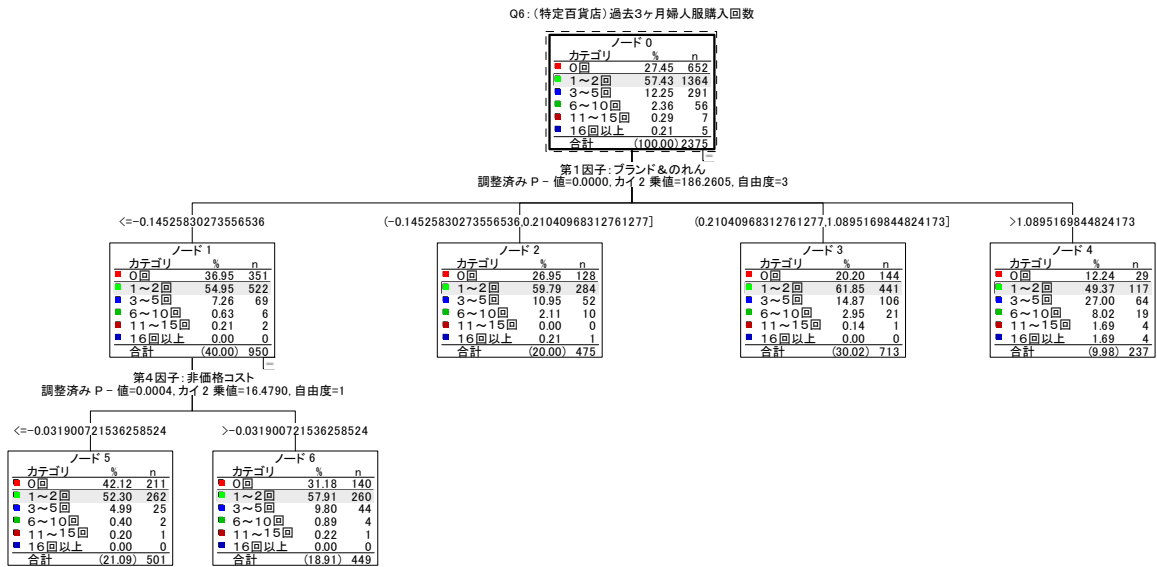 Q6:(特定百貨店)過去3ヶ月婦人服購入回数
ノード 0
カテゴリ % n
0回 27.45 652
1~2回 57.43 1364
3~5回 12.25 291
6~10回 2.36 56
11~15回 0.29 7
16回以上 0.21 5
合計 (100.00) 2375
第1因子:ブランド&のれん
調整済み P - 値=0.0000, カイ2 乗値=186.2605, 自由度=3
<=-0.14525830273556536
(-0.14525830273556536,0.21040968312761277]
(0.21040968312761277,1.0895169844824173]
>1.0895169844824173
ノード 1
カテゴリ % n
0回 36.95 351
1~2回 54.95 522
3~5回 7.26 69
6~10回 0.63 6
11~15回 0.21 2
16回以上 0.00 0
合計 (40.00) 950
ノード 2
カテゴリ % n
0回 26.95 128
1~2回 59.79 284
3~5回 10.95 52
6~10回 2.11 10
11~15回 0.00 0
16回以上 0.21 1
合計 (20.00) 475
ノード 3
カテゴリ % n
0回 20.20 144
1~2回 61.85 441
3~5回 14.87 106
6~10回 2.95 21
11~15回 0.14 1
16回以上 0.00 0
合計 (30.02) 713
ノード 4
カテゴリ % n
0回 12.24 29
1~2回 49.37 117
3~5回 27.00 64
6~10回 8.02 19
11~15回 1.69 4
16回以上 1.69 4
合計 (9.98) 237
第4因子:非価格コスト
調整済み P - 値=0.0004, カイ2 乗値=16.4790, 自由度=1
<=-0.031900721536258524
>-0.031900721536258524
ノード 5
カテゴリ % n
0回 42.12 211
1~2回 52.30 262
3~5回 4.99 25
6~10回 0.40 2
11~15回 0.20 1
16回以上 0.00 0
合計 (21.09) 501
ノード 6
カテゴリ % n
0回 31.18 140
1~2回 57.91 260
3~5回 9.80 44
6~10回 0.89 4
11~15回 0.22 1
16回以上 0.00 0
合計 (18.91) 449